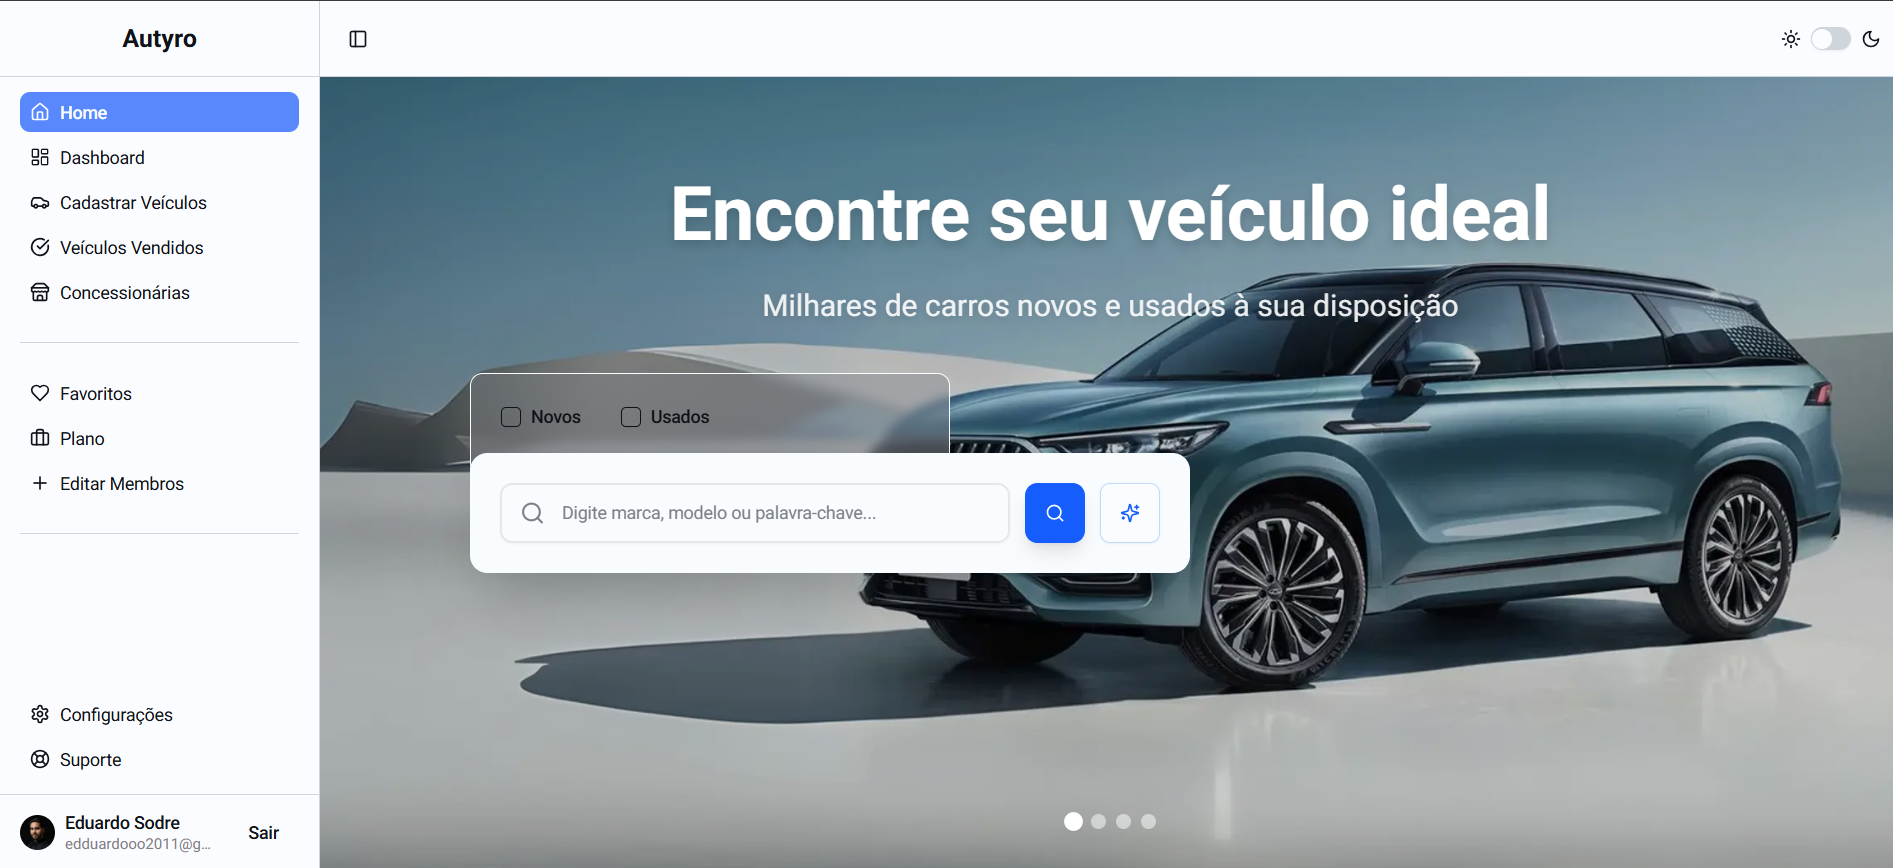 Autyro
Home
Dashboard
Cadastrar Veículos
Veículos Vendidos
Concessionárias
Favoritos
Plano
Editar Membros
Configurações
Suporte
Eduardo Sodre
edduardooo2011@g...
Sair
Encontre seu veículo ideal
Milhares de carros novos e usados à sua disposição
Novos
Usados
Digite marca, modelo ou palavra-chave...